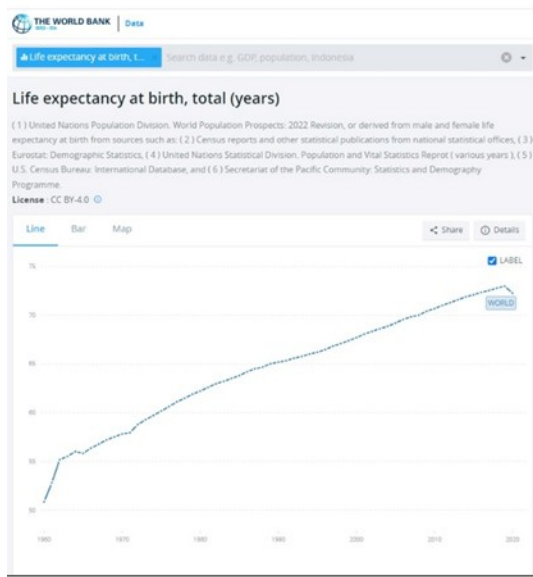 THE WORLD BANK Data
Life expectancy at birth, t... Search data e.g. GDP, population, Indonesia
Life expectancy at birth, total (years)
( 1 ) United Nations Population Division. World Population Prospects: 2022 Revision, or derived from male and female life
expectancy at birth from sources such as: ( 2 ) Census reports and other statistical publications from national statistical offices, ( 3 )
Eurostat: Demographic Statistics, ( 4 ) United Nations Statistical Division. Population and Vital Statistics Reprot ( various years ), ( 5 )
U.S. Census Bureau: International Database, and ( 6 ) Secretariat of the Pacific Community: Statistics and Demography
Programme.
License : CC BY-4.0
Line Bar Map Share Details
LABEL
75
WORLD
70
65
60
55
50
1960 1970 1980 1990 2000 2010 2020